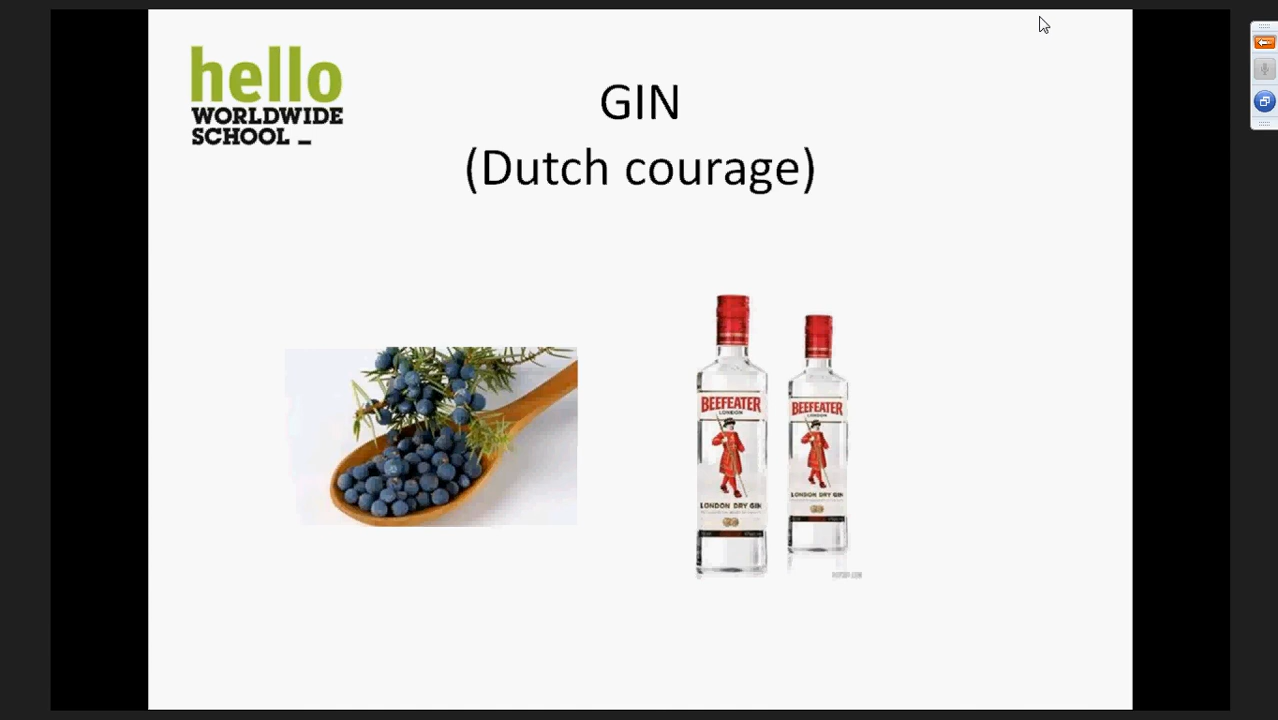 hello
WORLDWIDE
SCHOOL _
GIN
(Dutch courage)
BEEFEATER
LONDON
LONDON DRY GIN
BEEFEATER
LONDON
LONDON DRY GIN